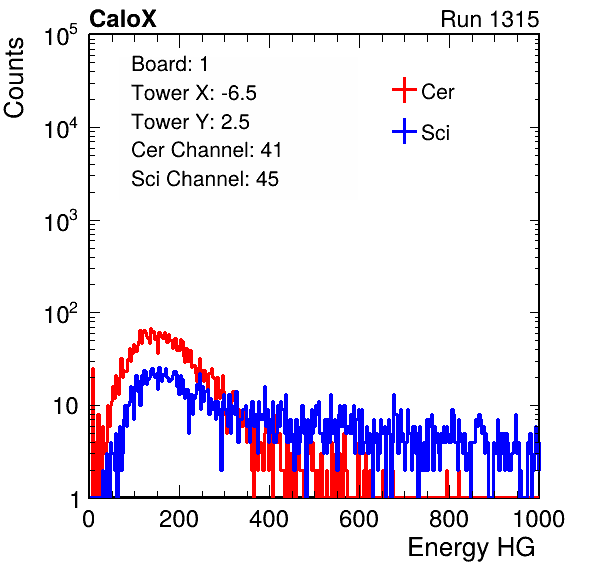 CaloX Run 1315
Counts
10^5
10^4
10^3
10^2
10
1
Board: 1
Tower X: -6.5
Tower Y: 2.5
Cer Channel: 41
Sci Channel: 45
Cer
Sci
0 200 400 600 800 1000
Energy HG